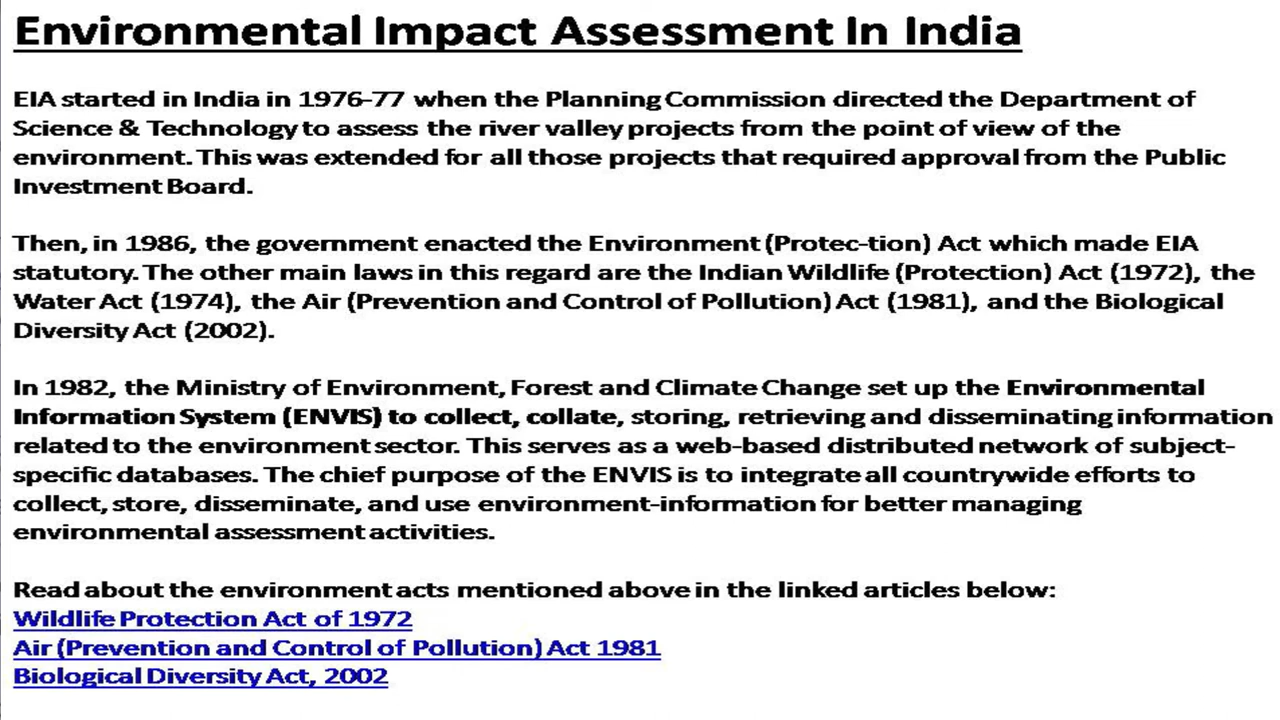 Environmental Impact Assessment In India
EIA started in India in 1976-77 when the Planning Commission directed the Department of
Science & Technology to assess the river valley projects from the point of view of the
environment. This was extended for all those projects that required approval from the Public
Investment Board.
Then, in 1986, the government enacted the Environment (Protec-tion) Act which made EIA
statutory. The other main laws in this regard are the Indian Wildlife (Protection) Act (1972), the
Water Act (1974), the Air (Prevention and Control of Pollution) Act (1981), and the Biological
Diversity Act (2002).
In 1982, the Ministry of Environment, Forest and Climate Change set up the Environmental
Information System (ENVIS) to collect, collate, storing, retrieving and disseminating information
related to the environment sector. This serves as a web-based distributed network of subject-
specific databases. The chief purpose of the ENVIS is to integrate all countrywide efforts to
collect, store, disseminate, and use environment-information for better managing
environmental assessment activities.
Read about the environment acts mentioned above in the linked articles below:
Wildlife Protection Act of 1972
Air (Prevention and Control of Pollution) Act 1981
Biological Diversity Act, 2002